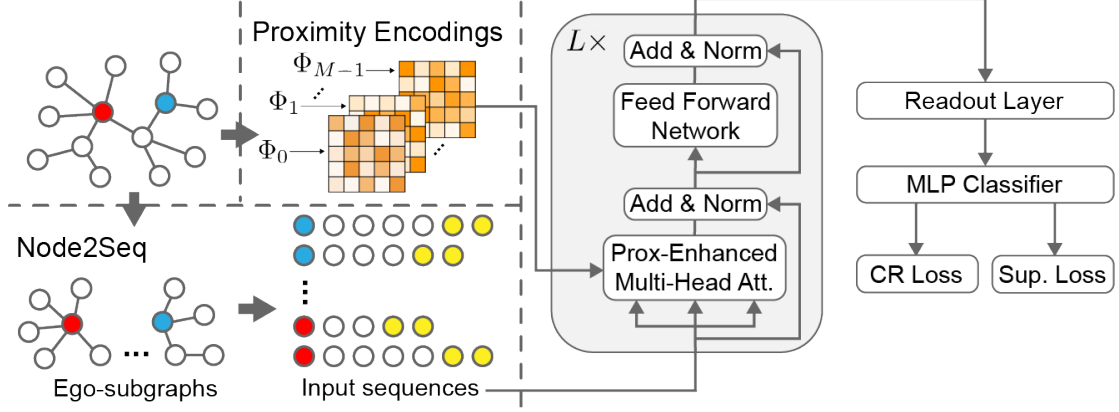 Proximity Encodings
Φ_{M−1}
Φ_1
Φ_0
Node2Seq
Ego-subgraphs
Input sequences
L×
Add & Norm
Feed Forward
Network
Add & Norm
Prox-Enhanced
Multi-Head Att.
Readout Layer
MLP Classifier
CR Loss
Sup. Loss